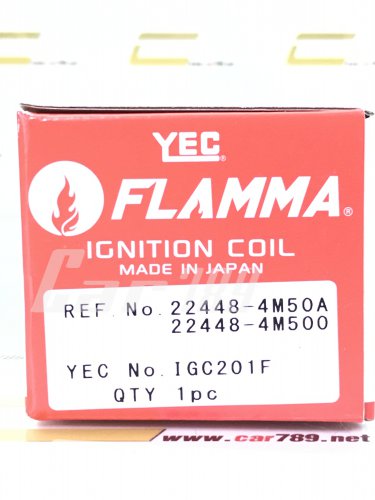 YEC®
FLAMMA®
IGNITION COIL
MADE IN JAPAN
Car789
REF. No. 22448-4M50A
22448-4M500
YEC No. IGC201F
QTY 1pc
www.car789.net